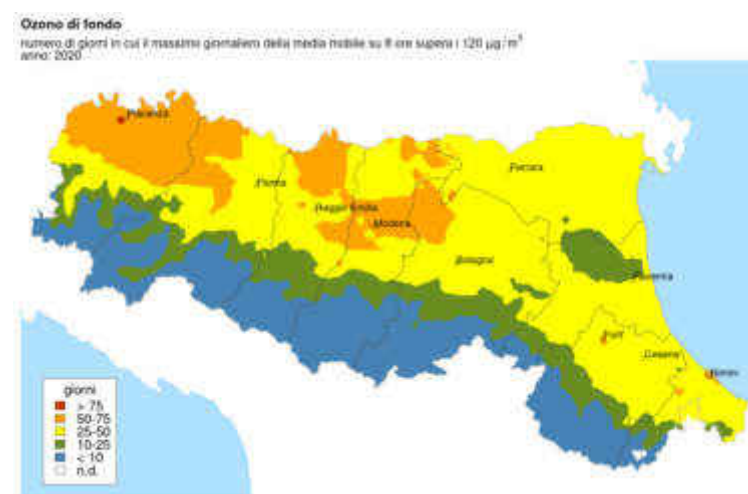 Ozono di fondo
numero di giorni in cui il massimo giornaliero della media mobile su 8 ore supera i 120 µg/m³
anno: 2020
Piacenza
Parma
Reggio Emilia
Modena
Ferrara
Bologna
Ravenna
Forlì
Cesena
Rimini
giorni
> 75
50-75
25-50
10-25
< 10
n.d.